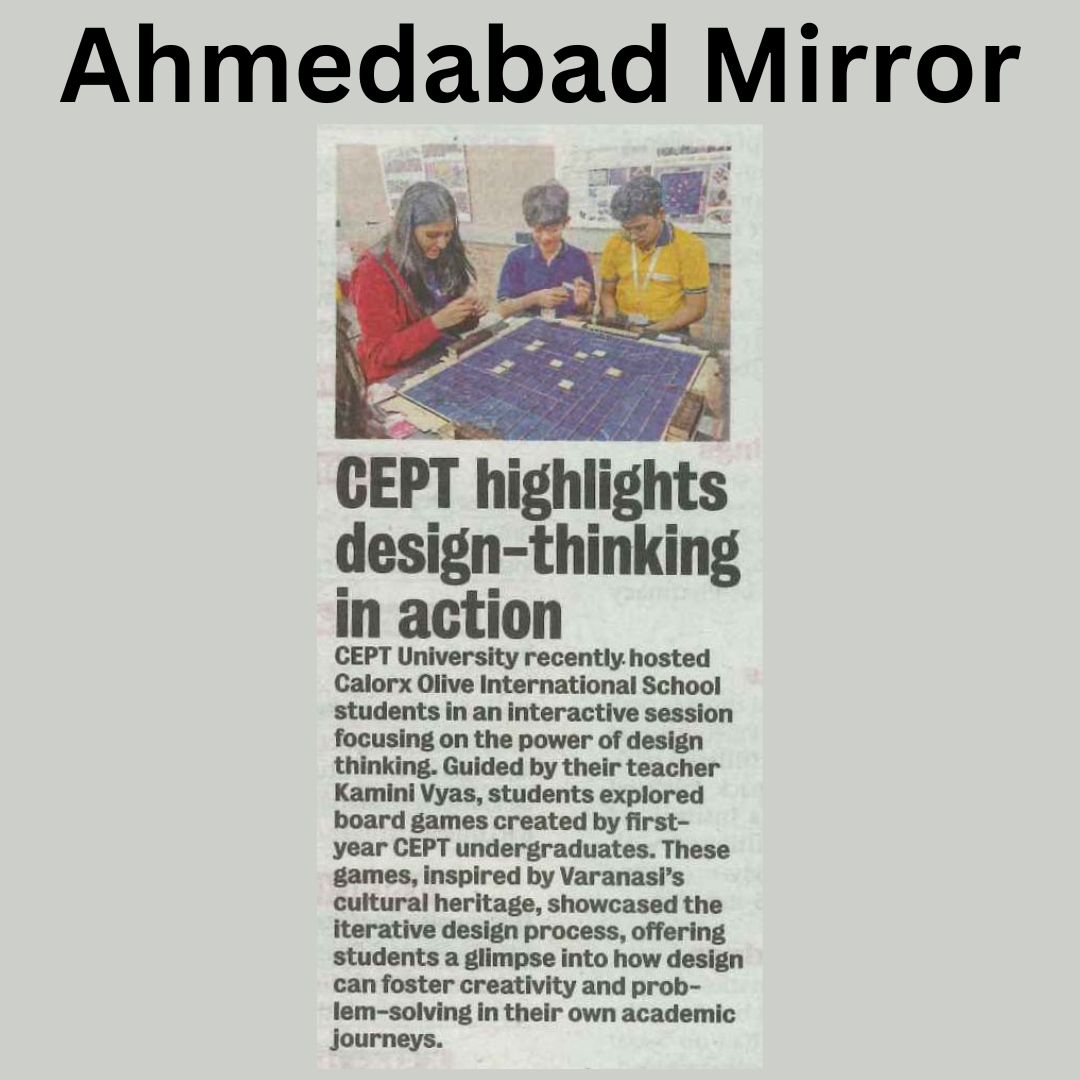 Ahmedabad Mirror
CEPT highlights
design-thinking
in action
CEPT University recently hosted
Calorx Olive International School
students in an interactive session
focusing on the power of design
thinking. Guided by their teacher
Kamini Vyas, students explored
board games created by first-
year CEPT undergraduates. These
games, inspired by Varanasi's
cultural heritage, showcased the
iterative design process, offering
students a glimpse into how design
can foster creativity and prob-
lem-solving in their own academic
journeys.